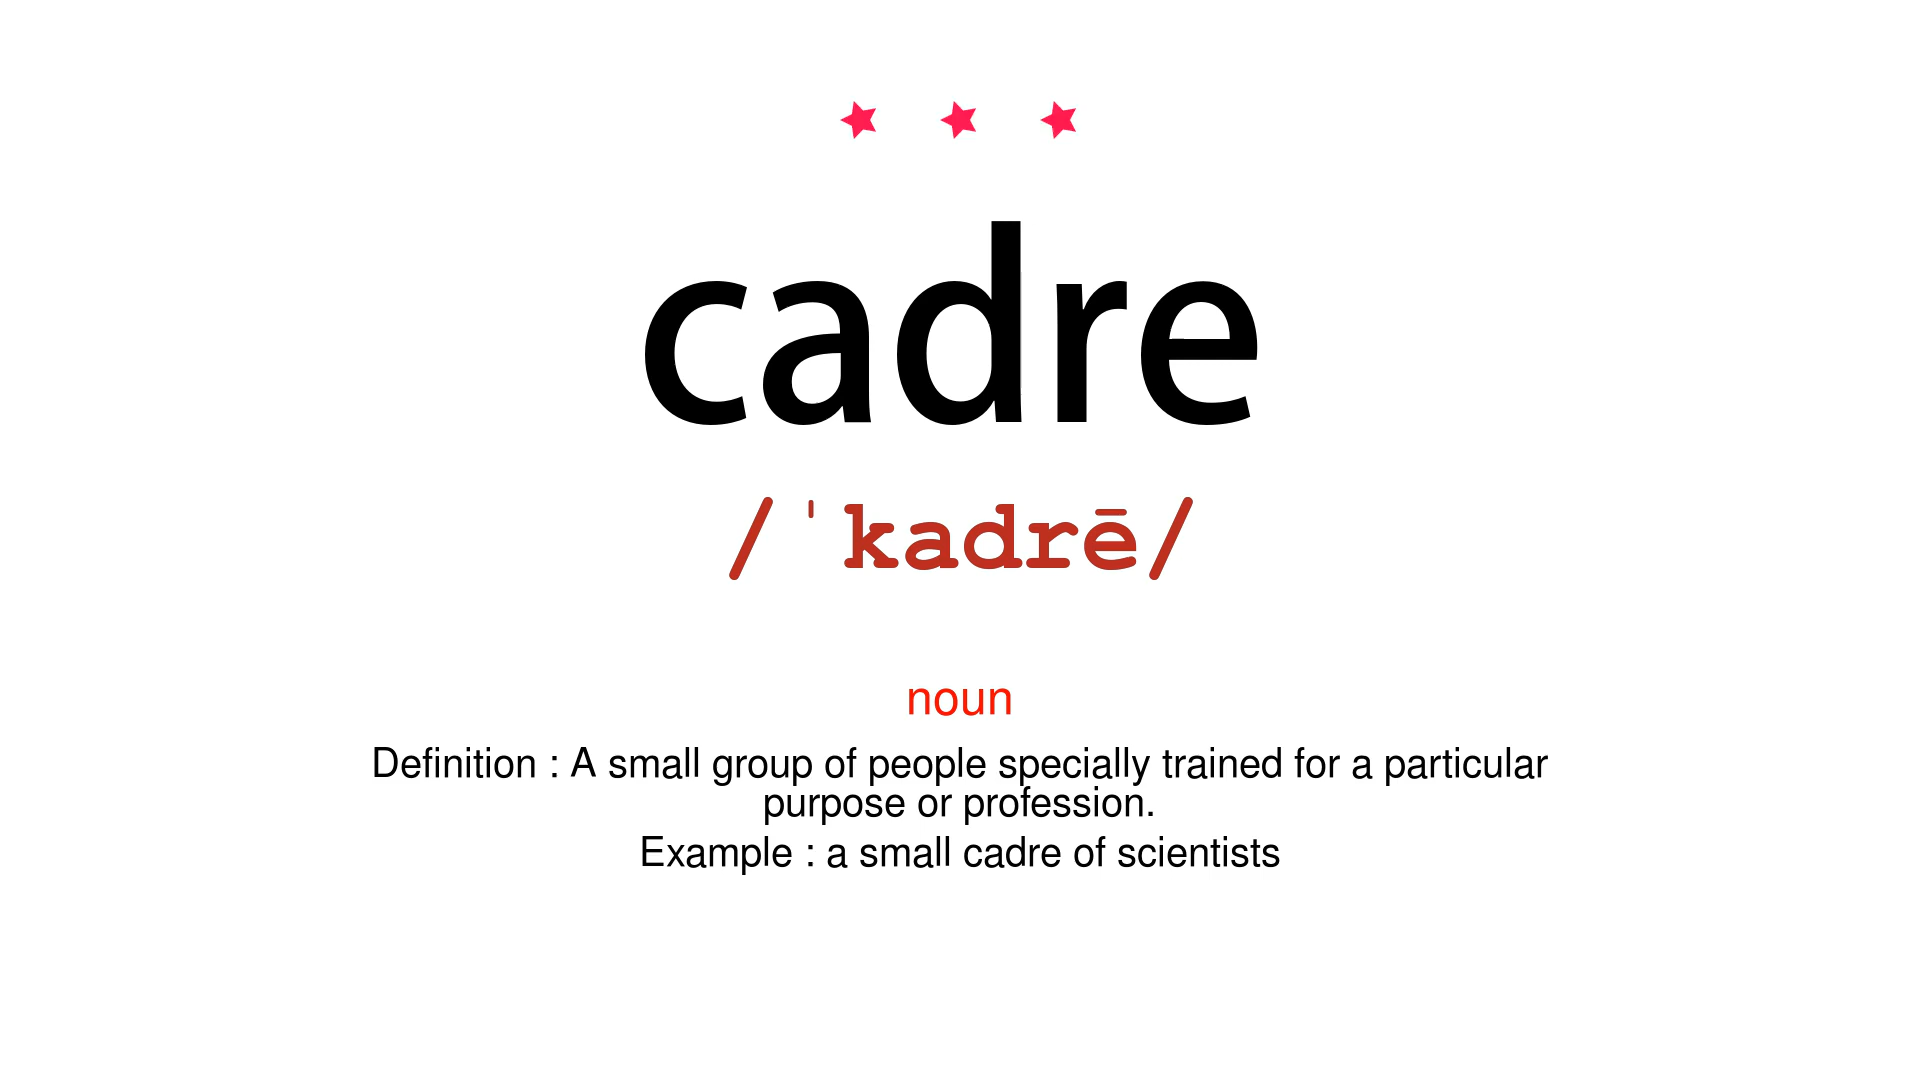 cadre
/ˈkadrē/
noun
Definition : A small group of people specially trained for a particular
purpose or profession.
Example : a small cadre of scientists